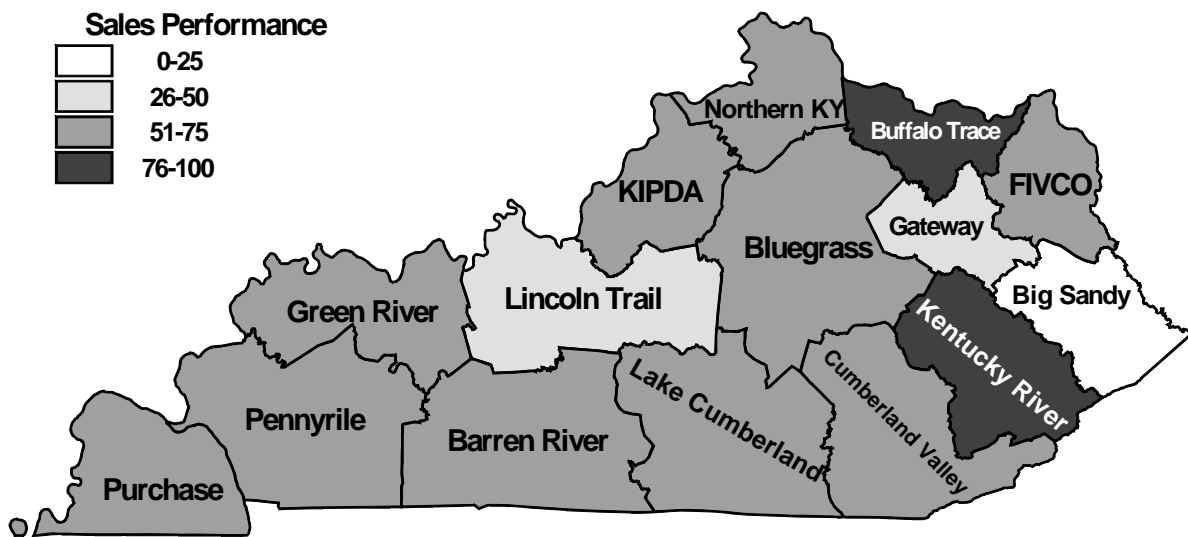 Sales Performance
0-25
26-50
51-75
76-100
Northern KY
Buffalo Trace
KIPDA
FIVCO
Gateway
Bluegrass
Lincoln Trail
Big Sandy
Green River
Kentucky River
Pennyrile
Barren River
Lake Cumberland
Cumberland Valley
Purchase